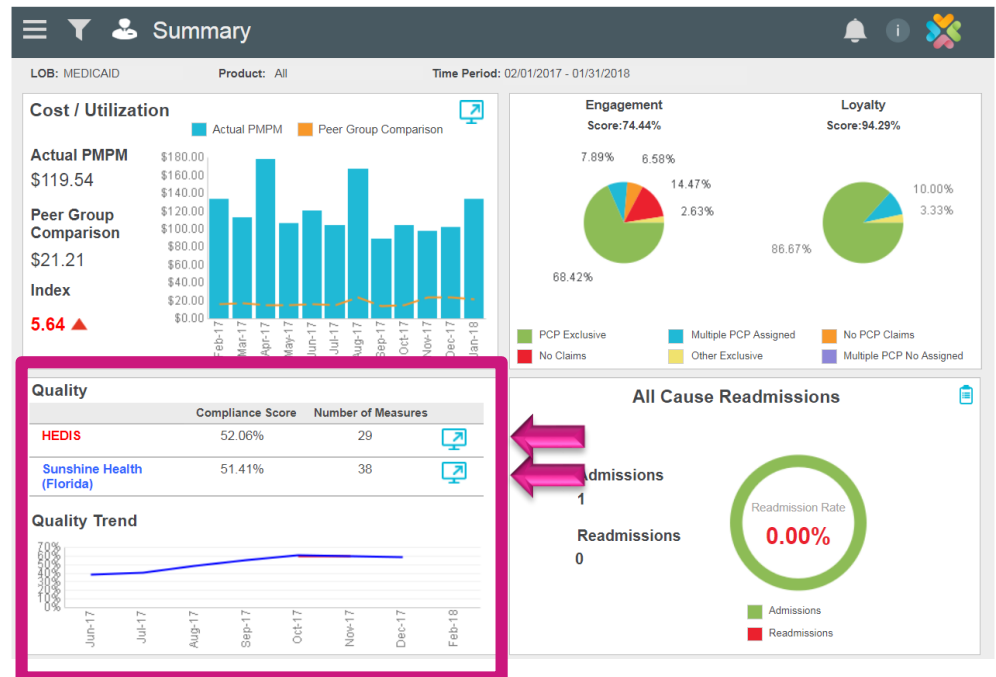 Summary
LOB: MEDICAID Product: All Time Period: 02/01/2017 - 01/31/2018
Cost / Utilization
Actual PMPM Peer Group Comparison
Actual PMPM
$119.54
Peer Group
Comparison
$21.21
Index
5.64
$180.00
$160.00
$140.00
$120.00
$100.00
$80.00
$60.00
$40.00
$20.00
$0.00
Feb-17
Mar-17
Apr-17
May-17
Jun-17
Jul-17
Aug-17
Sep-17
Oct-17
Nov-17
Dec-17
Jan-18
Engagement
Score:74.44%
7.89% 6.58%
14.47%
2.63%
68.42%
Loyalty
Score:94.29%
10.00%
3.33%
86.67%
PCP Exclusive Multiple PCP Assigned No PCP Claims
No Claims Other Exclusive Multiple PCP No Assigned
Quality
Compliance Score Number of Measures
HEDIS 52.06% 29
Sunshine Health 51.41% 38
(Florida)
Quality Trend
70%
60%
50%
40%
30%
20%
10%
0%
Jun-17
Jul-17
Aug-17
Sep-17
Oct-17
Nov-17
Dec-17
Feb-18
All Cause Readmissions
dmissions
1
Readmissions
0
Readmission Rate
0.00%
Admissions
Readmissions